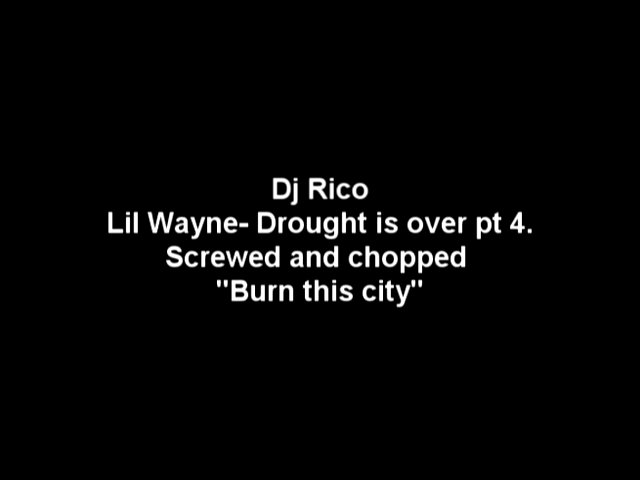 Dj Rico
Lil Wayne- Drought is over pt 4.
Screwed and chopped
"Burn this city"